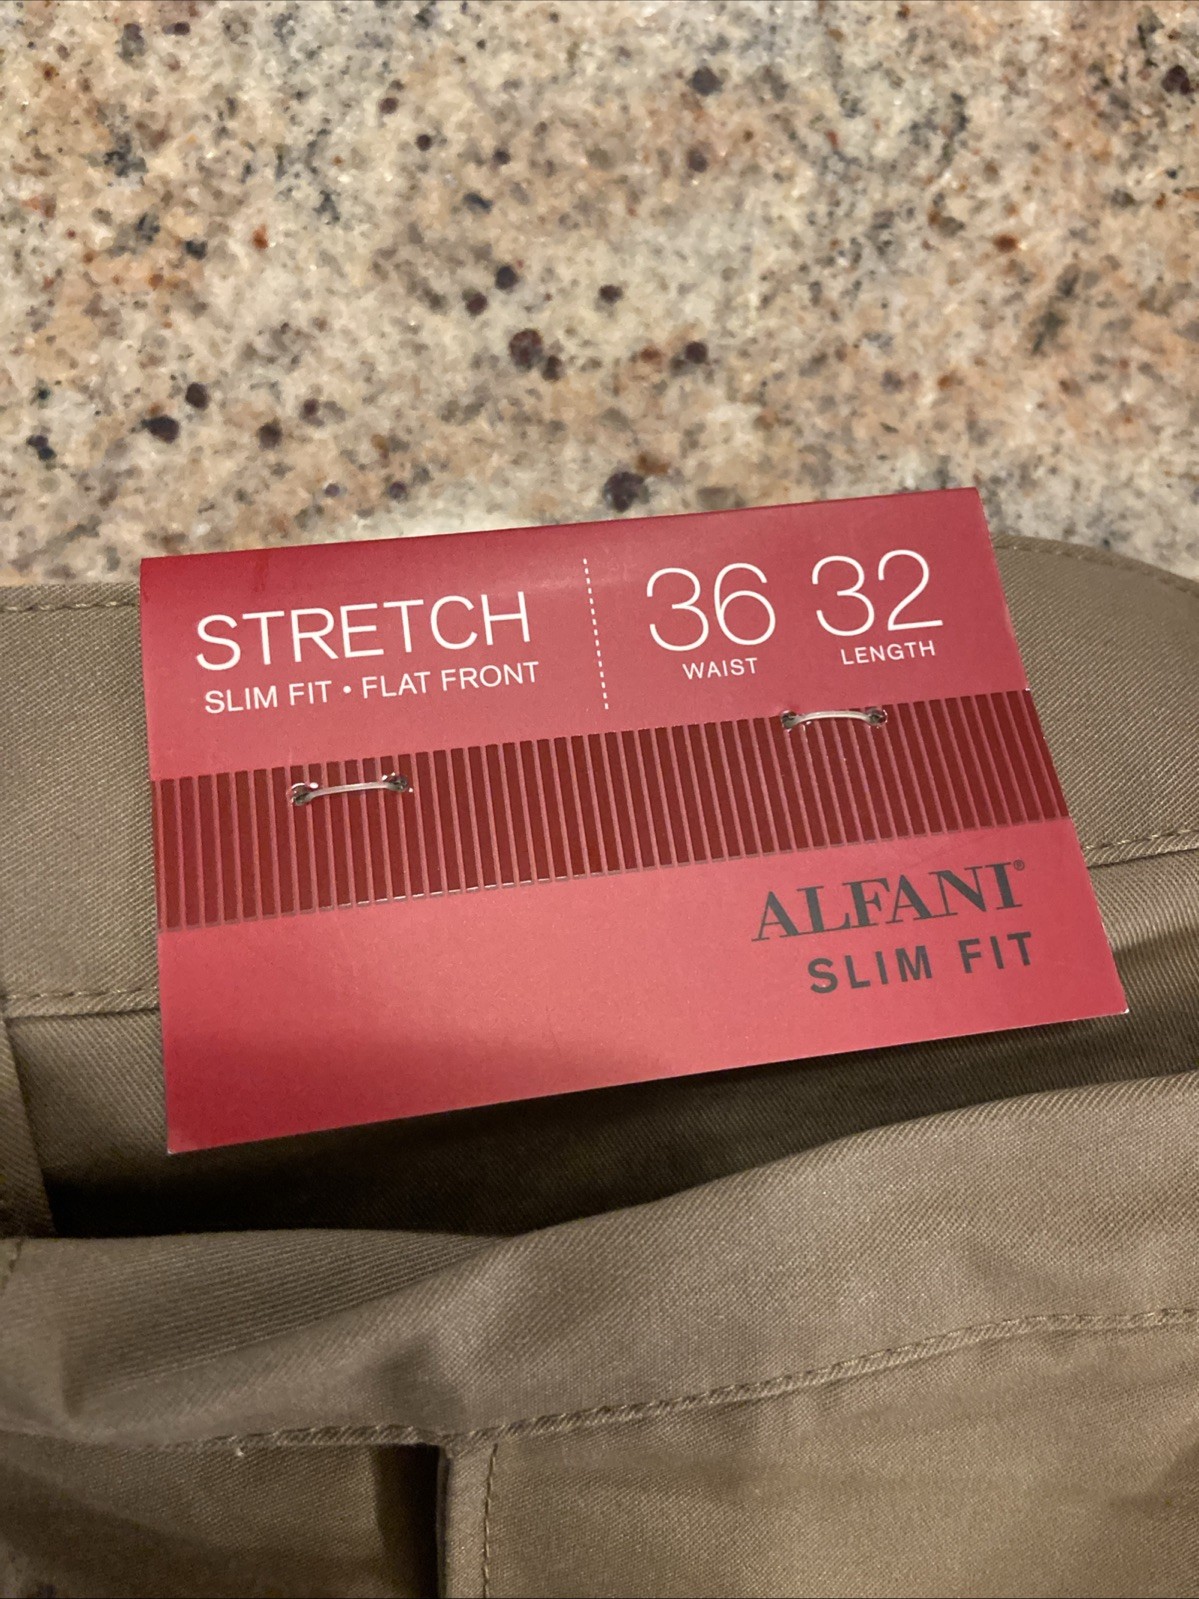 STRETCH
SLIM FIT • FLAT FRONT
36 32
WAIST LENGTH
ALFANI®
SLIM FIT